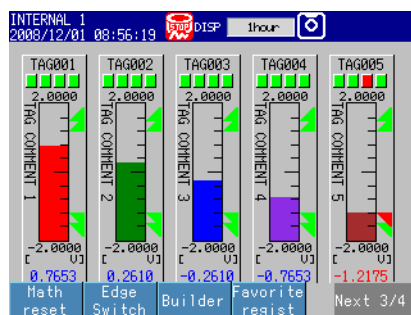 INTERNAL 1
2008/12/01 08:56:19 STOP DISP 1hour
TAG001 TAG002 TAG003 TAG004 TAG005
2.0000 2.0000 2.0000 2.0000 2.0000
TAG COMMENT 1 TAG COMMENT 2 TAG COMMENT 3 TAG COMMENT 4 TAG COMMENT 5
-2.0000 -2.0000 -2.0000 -2.0000 -2.0000
[ V] [ V] [ V] [ V] [ V]
0.7653 0.2610 -0.2610 -0.7653 -1.2175
Math Edge Builder Favorite Next 3/4
reset Switch regist